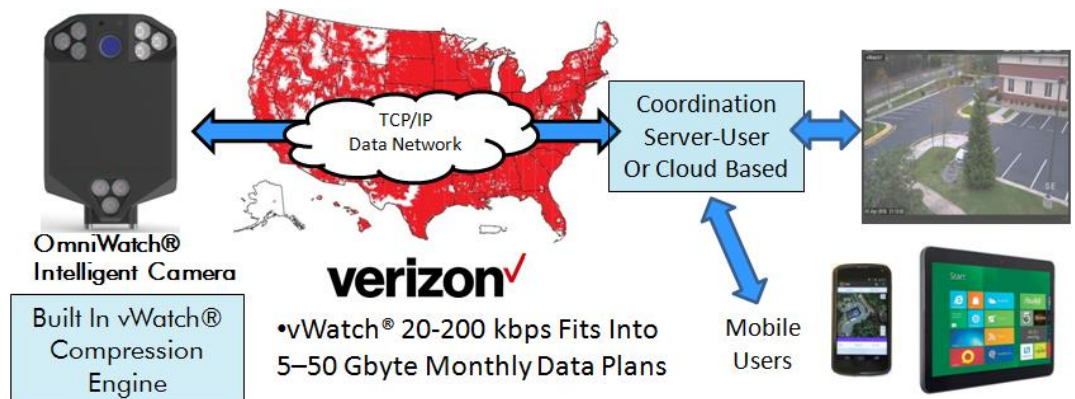 TCP/IP
Data Network
Coordination
Server-User
Or Cloud Based
OmniWatch®
Intelligent Camera
Built In vWatch®
Compression
Engine
verizon✓
•vWatch® 20-200 kbps Fits Into
5–50 Gbyte Monthly Data Plans
Mobile
Users
Start